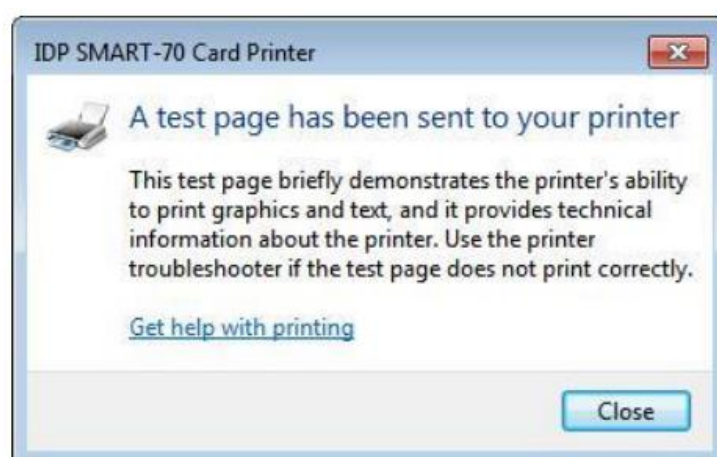 IDP SMART-70 Card Printer
A test page has been sent to your printer
This test page briefly demonstrates the printer's ability
to print graphics and text, and it provides technical
information about the printer. Use the printer
troubleshooter if the test page does not print correctly.
Get help with printing
Close